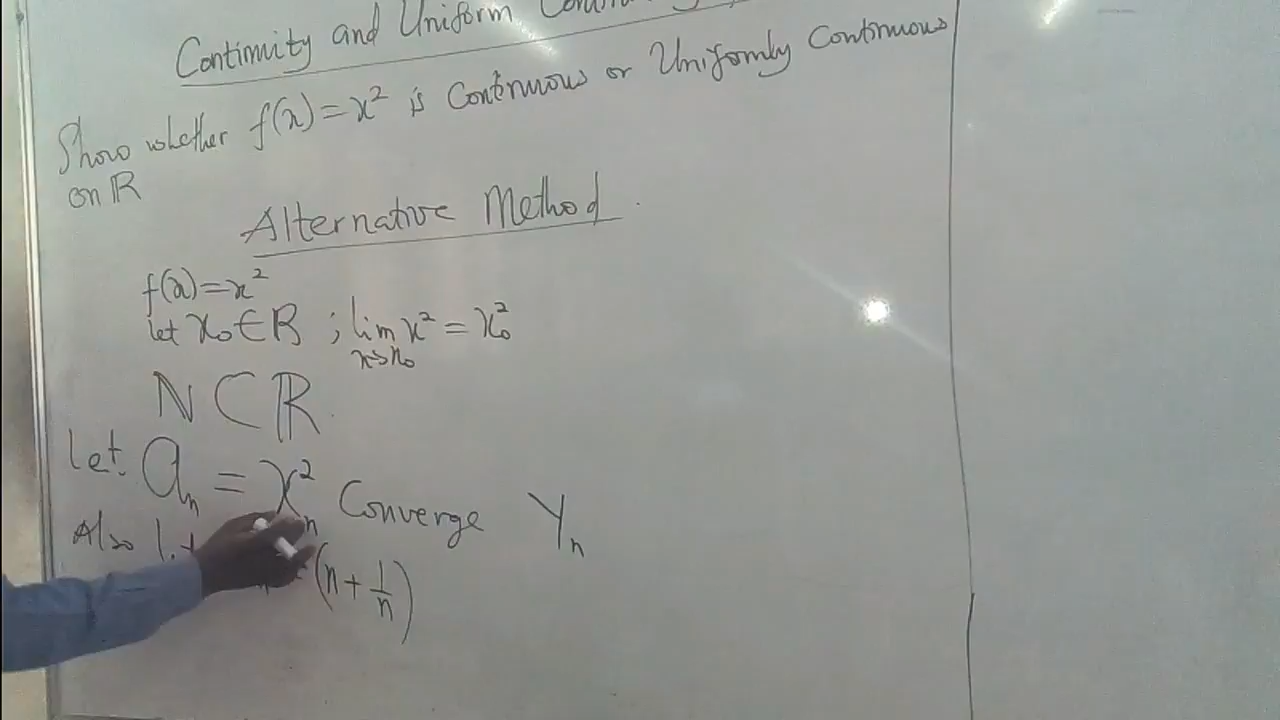 Continuity and Uniform
Show whether f(x) = x² is Continuous or Uniformly Continuous
on ℝ
Alternative Method
f(x) = x²
let x₀ ∈ ℝ ; lim x² = x₀²
x→x₀
ℕ ⊂ ℝ
let aₙ = xₙ² Converge Yₙ
Also
(n + 1/n)